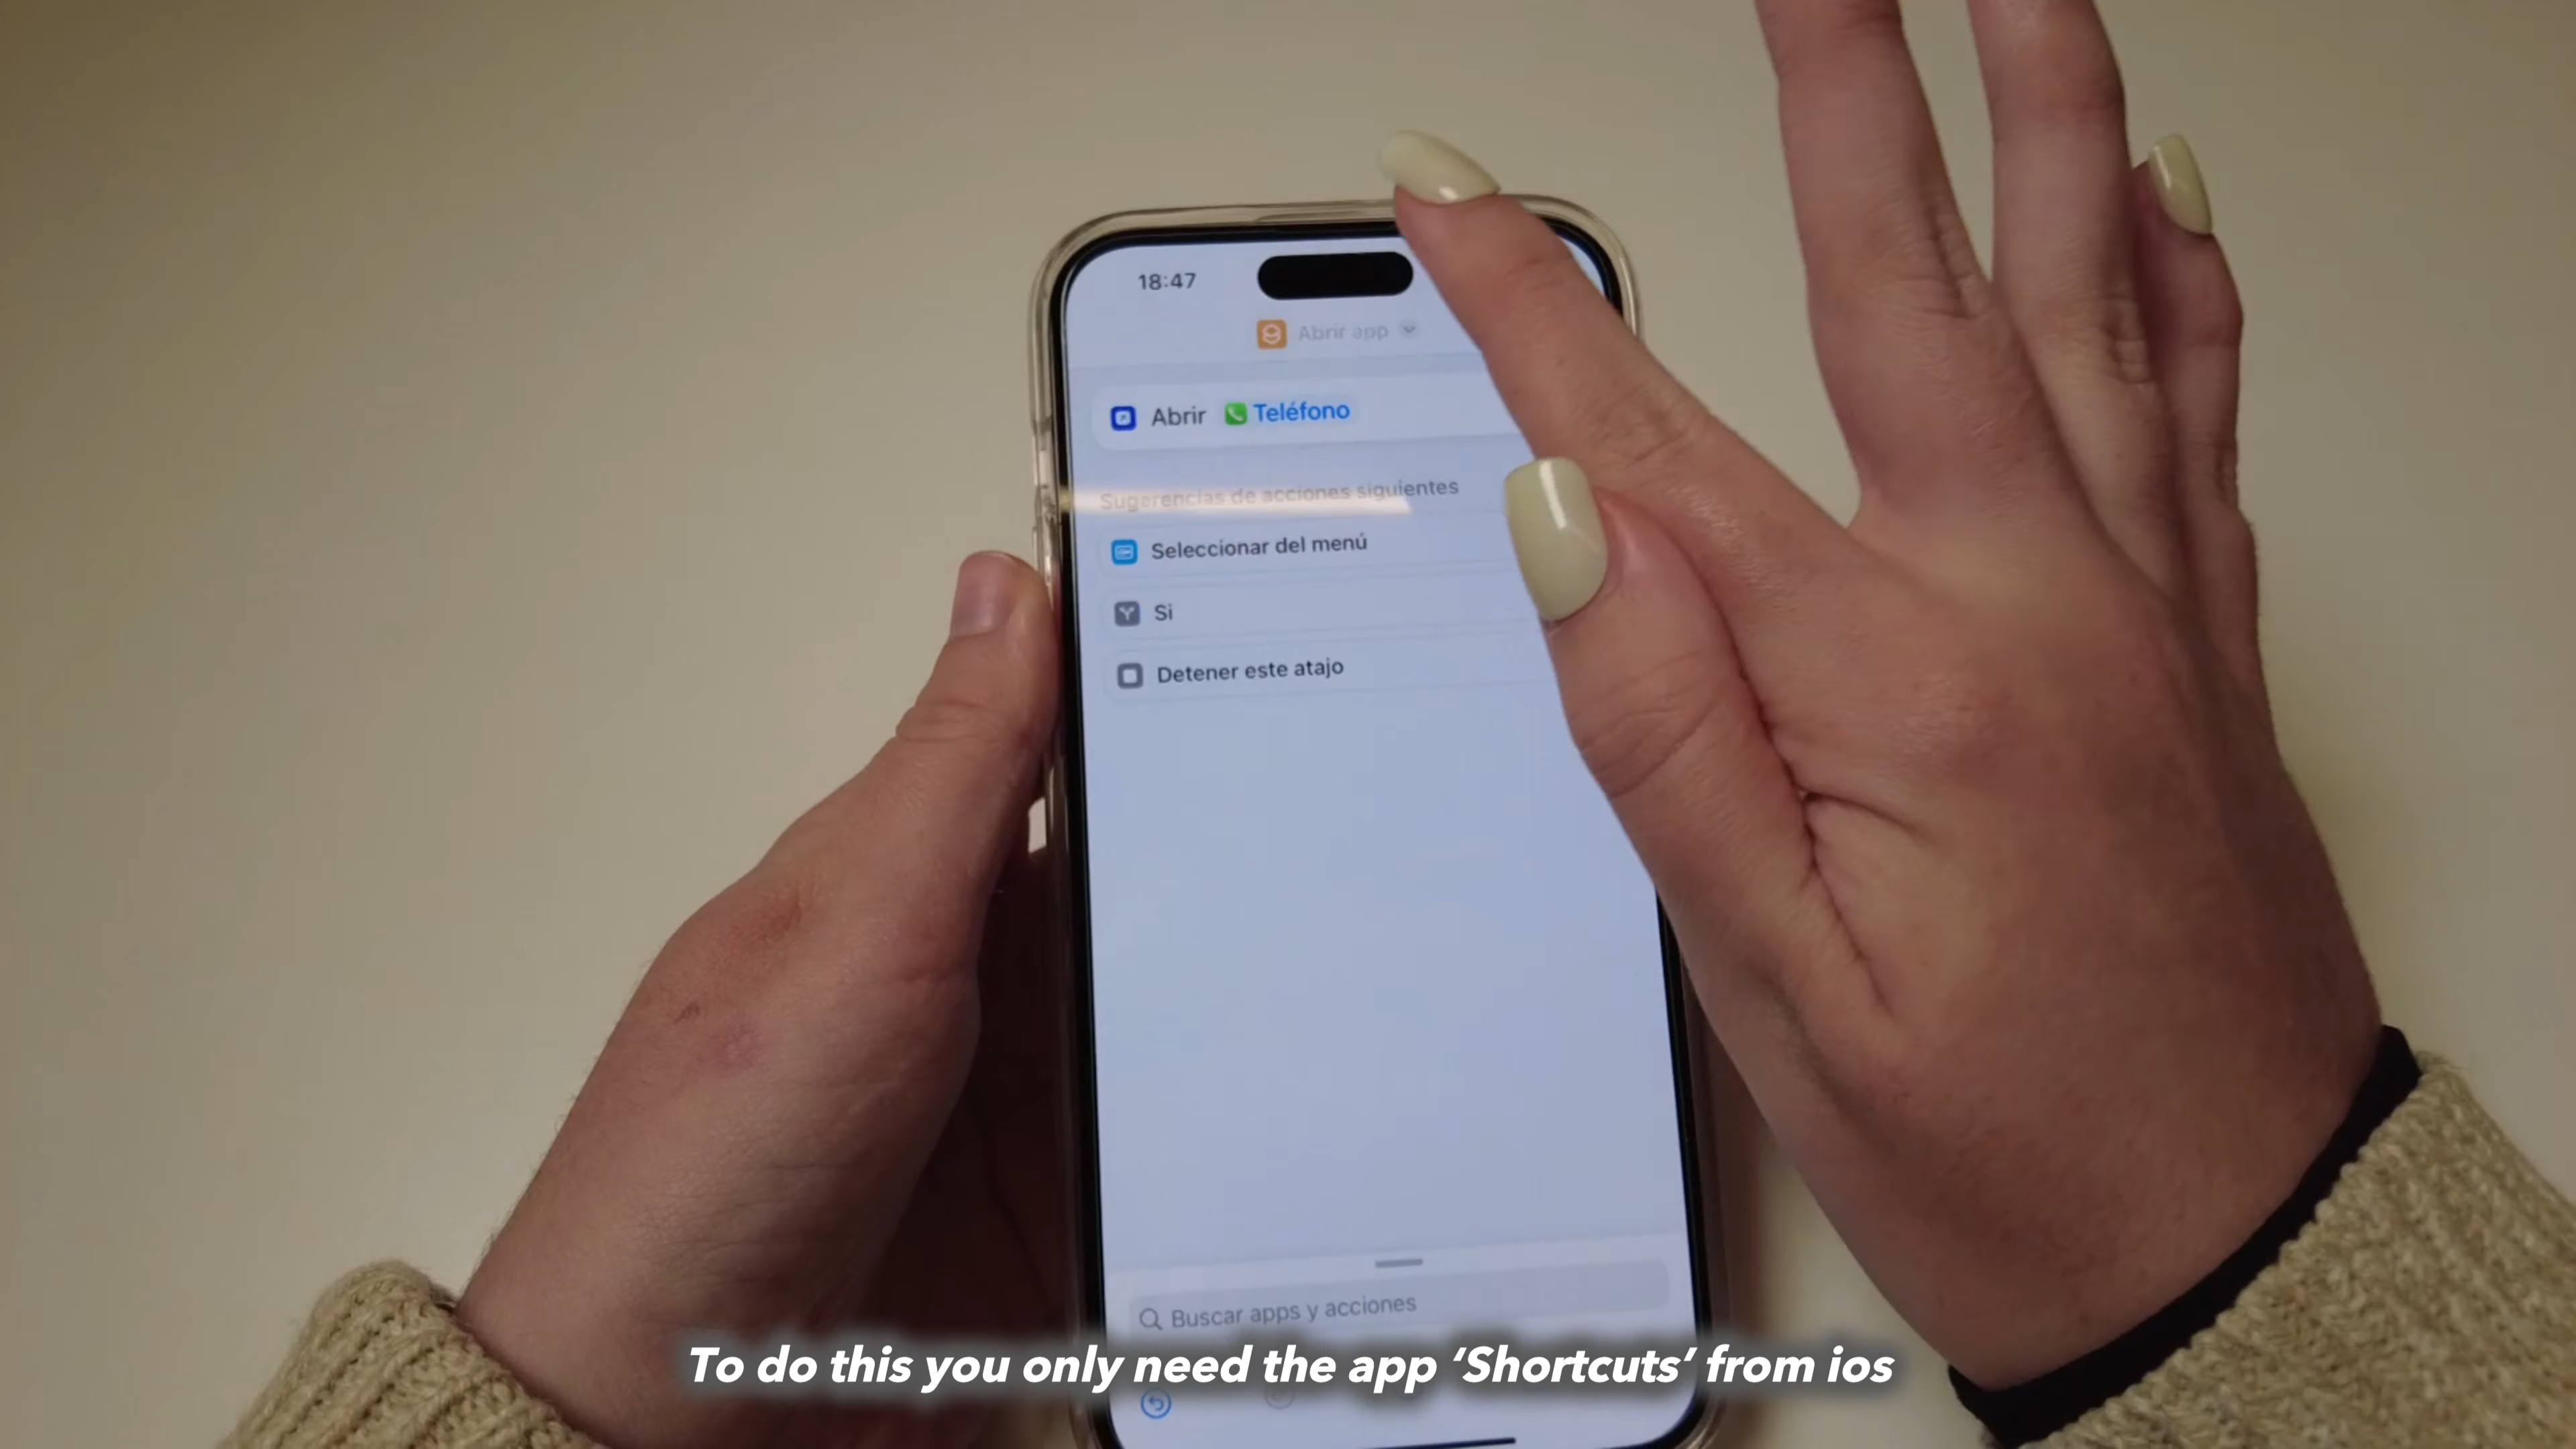 18:47
Abrir app
Abrir Teléfono
Sugerencias de acciones siguientes
Seleccionar del menú
Si
Detener este atajo
Buscar apps y acciones
To do this you only need the app ‘Shortcuts‘ from ios